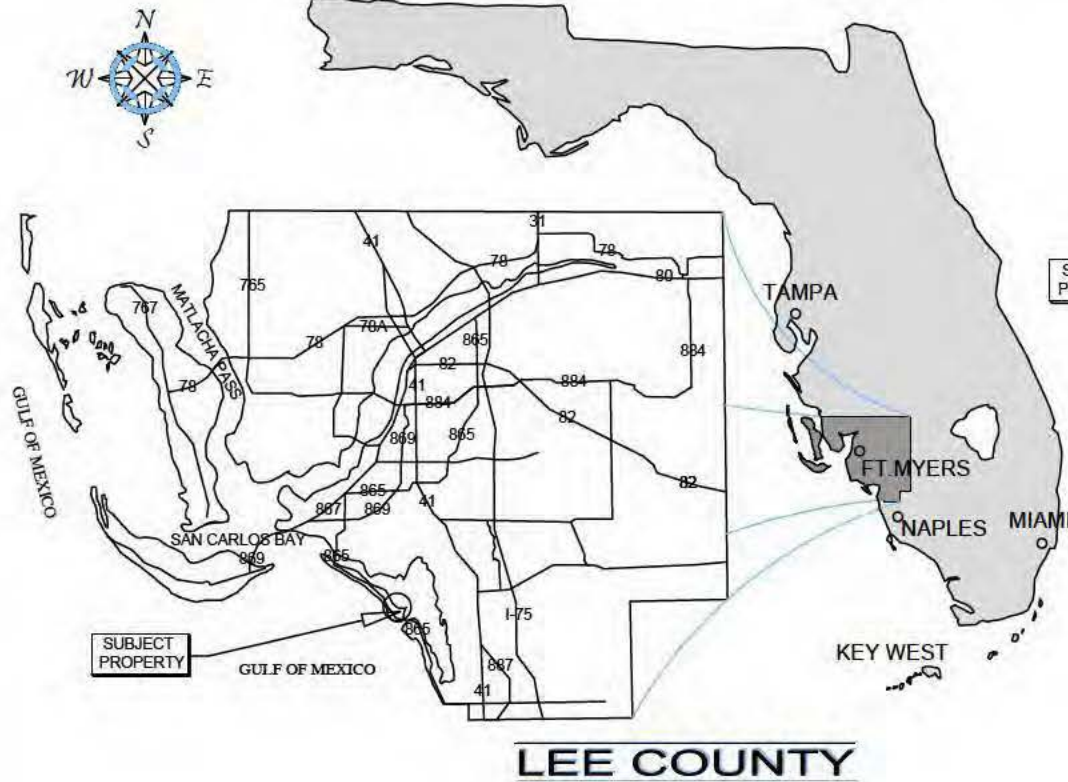 N
W E
S
31
41
78
78
80
765
767
MATLACHA PASS
TAMPA
S
P
78A
78
865
82
884
78
41
884
884
82
GULF OF MEXICO
869
865
FT.MYERS
82
865
867
869
41
NAPLES
MIAMI
SAN CARLOS BAY
869
865
I-75
SUBJECT
PROPERTY
865
GULF OF MEXICO
887
41
KEY WEST
LEE COUNTY